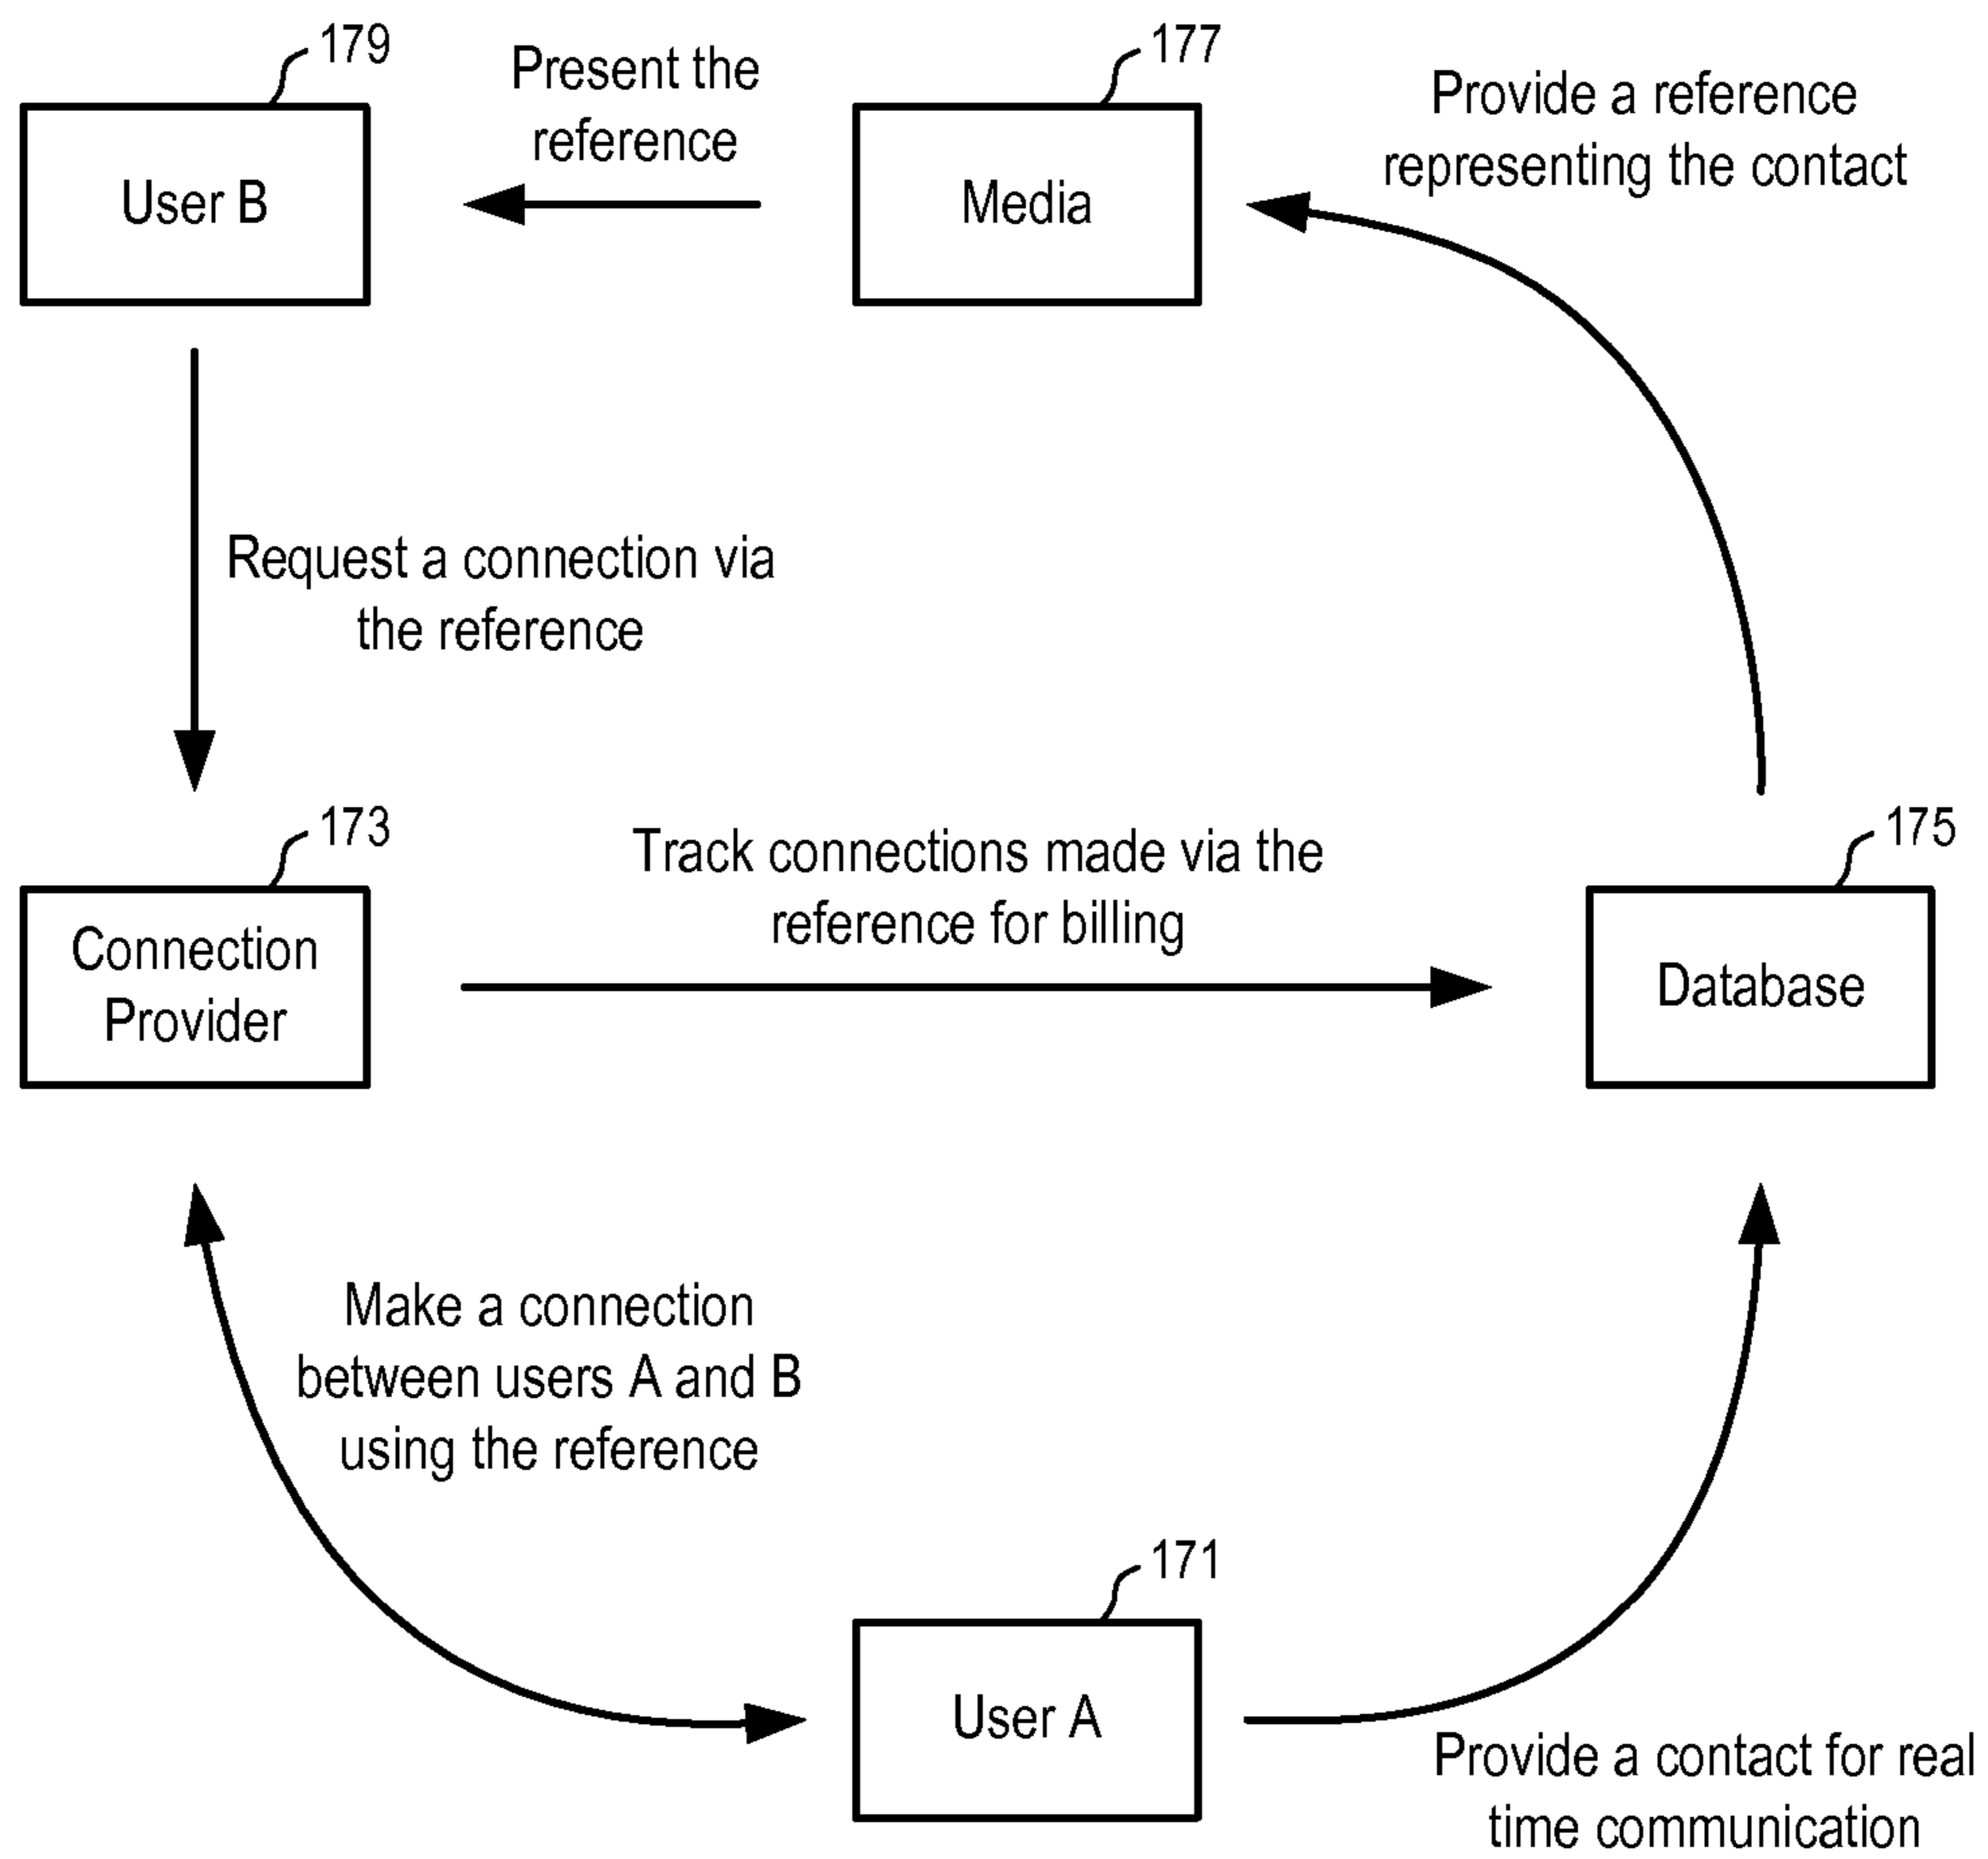 179
Present the
reference
177
Provide a reference
representing the contact
User B
Media
Request a connection via
the reference
173
Track connections made via the
reference for billing
175
Connection
Provider
Database
Make a connection
between users A and B
using the reference
171
User A
Provide a contact for real
time communication